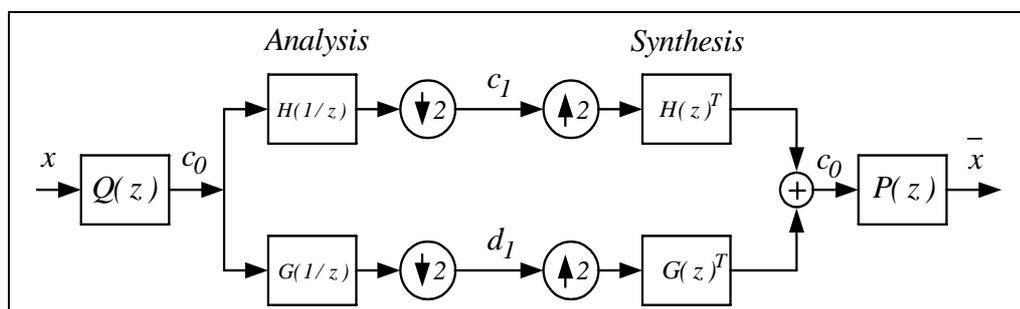 Analysis Synthesis
c1
H(1/z) 2 2 H(z)^T
x c0 c0 x̄
Q(z) + P(z)
d1
G(1/z) 2 2 G(z)^T